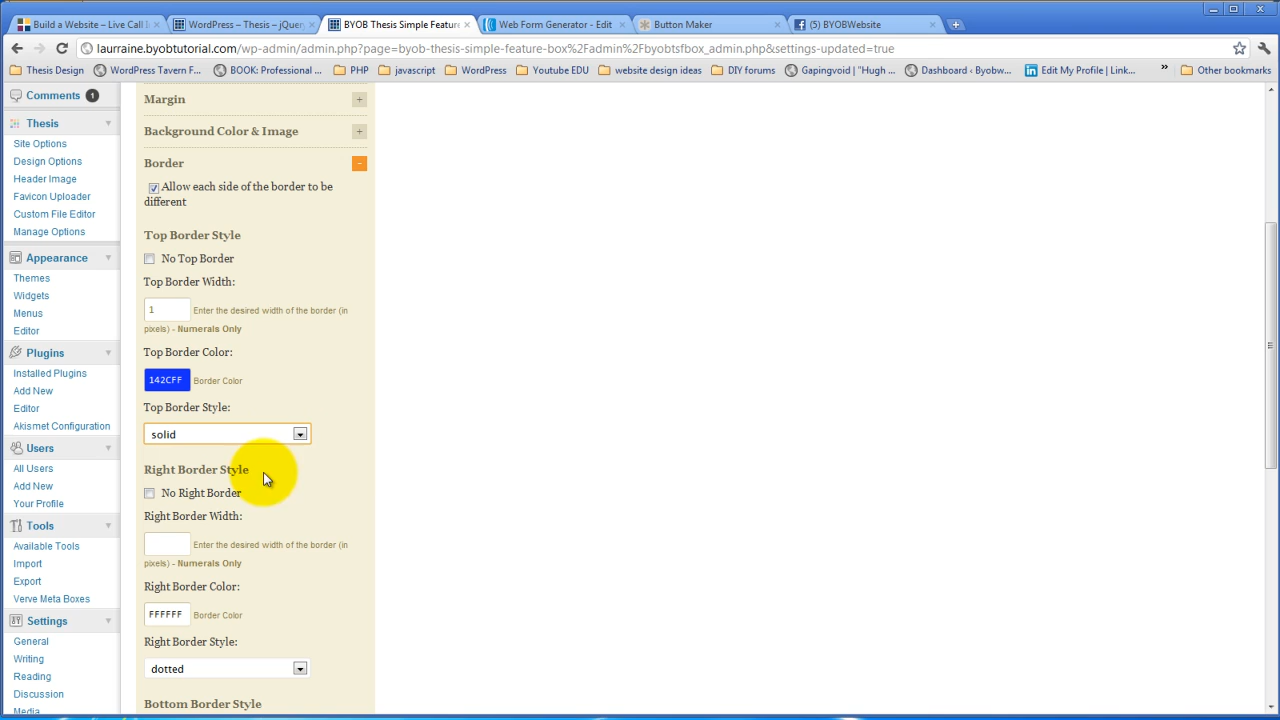 Build a Website – Live Call I
WordPress – Thesis – jQuery
BYOB Thesis Simple Feature
Web Form Generator - Edit
Button Maker
(5) BYOBWebsite
laurraine.byobtutorial.com/wp-admin/admin.php?page=byob-thesis-simple-feature-box%2Fadmin%2Fbyobtsfbox_admin.php&settings-updated=true
Thesis Design
WordPress Tavern F...
BOOK: Professional ...
PHP
javascript
WordPress
Youtube EDU
website design ideas
DIY forums
Gapingvoid | "Hugh ...
Dashboard ‹ Byobw...
Edit My Profile | Link...
»
Other bookmarks
Comments 1
Thesis
Site Options
Design Options
Header Image
Favicon Uploader
Custom File Editor
Manage Options
Appearance
Themes
Widgets
Menus
Editor
Plugins
Installed Plugins
Add New
Editor
Akismet Configuration
Users
All Users
Add New
Your Profile
Tools
Available Tools
Import
Export
Verve Meta Boxes
Settings
General
Writing
Reading
Discussion
Media
Margin +
Background Color & Image +
Border -
Allow each side of the border to be
different
Top Border Style
No Top Border
Top Border Width:
1 Enter the desired width of the border (in
pixels) - Numerals Only
Top Border Color:
142CFF Border Color
Top Border Style:
solid
Right Border Style
No Right Border
Right Border Width:
Enter the desired width of the border (in
pixels) - Numerals Only
Right Border Color:
FFFFFF Border Color
Right Border Style:
dotted
Bottom Border Style